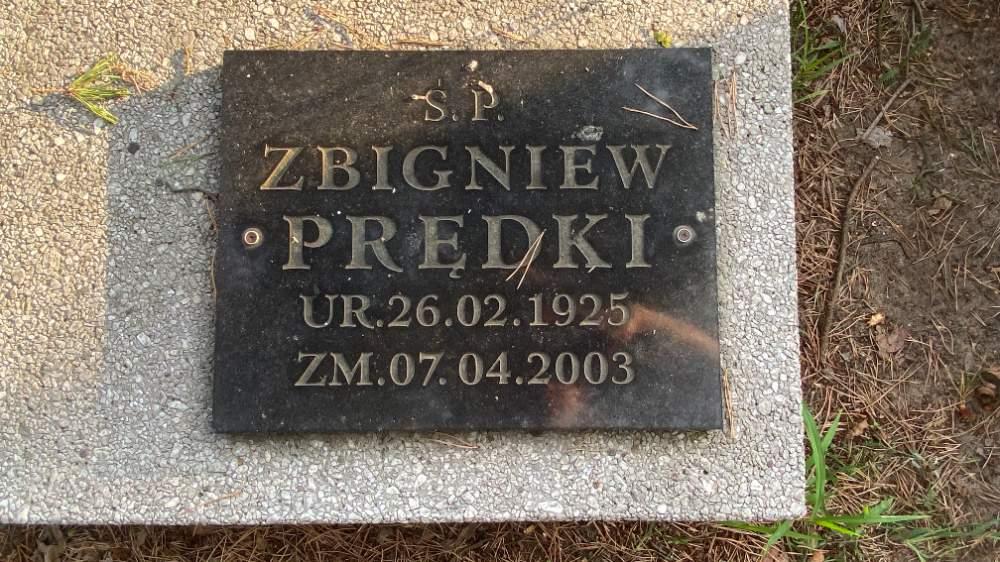 Ś.P.
ZBIGNIEW
PRĘDKI
UR.26.02.1925
ZM.07.04.2003